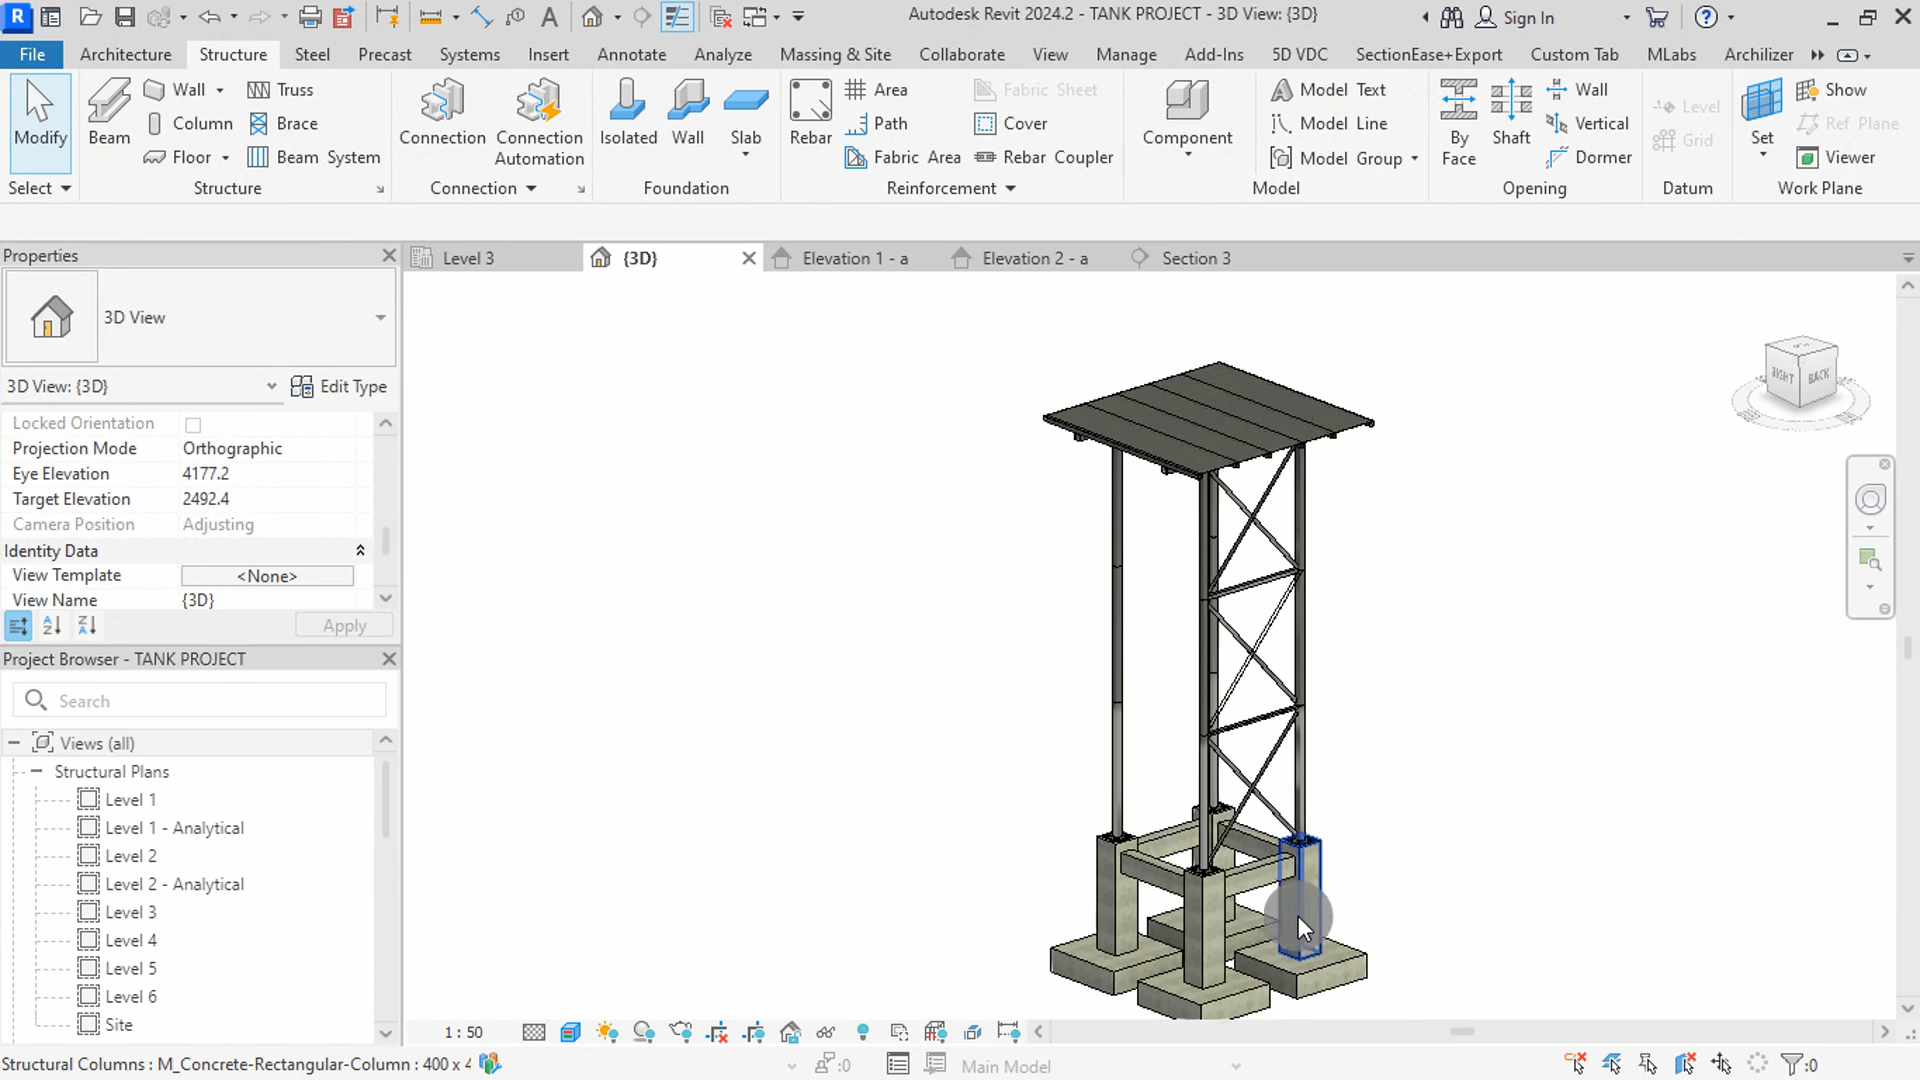 Autodesk Revit 2024.2 - TANK PROJECT - 3D View: {3D}
Sign In
File Architecture Structure Steel Precast Systems Insert Annotate Analyze Massing & Site Collaborate View Manage Add-Ins 5D VDC SectionEase+Export Custom Tab MLabs Archilizer
Modify
Select
Beam
Wall
Column
Floor
Truss
Brace
Beam System
Structure
Connection
Connection Automation
Connection
Isolated
Wall
Slab
Foundation
Rebar
Area
Path
Fabric Area
Fabric Sheet
Cover
Rebar Coupler
Reinforcement
Component
Model Text
Model Line
Model Group
Model
By Face
Shaft
Wall
Vertical
Dormer
Opening
Level
Grid
Datum
Set
Show
Ref Plane
Viewer
Work Plane
Properties
3D View
3D View: {3D}
Edit Type
Locked Orientation
Projection Mode Orthographic
Eye Elevation 4177.2
Target Elevation 2492.4
Camera Position Adjusting
Identity Data
View Template <None>
View Name {3D}
Apply
Project Browser - TANK PROJECT
Search
Views (all)
Structural Plans
Level 1
Level 1 - Analytical
Level 2
Level 2 - Analytical
Level 3
Level 4
Level 5
Level 6
Site
Level 3
{3D}
Elevation 1 - a
Elevation 2 - a
Section 3
RIGHT
BACK
1 : 50
Structural Columns : M_Concrete-Rectangular-Column : 400 x 4
:0
Main Model
:0